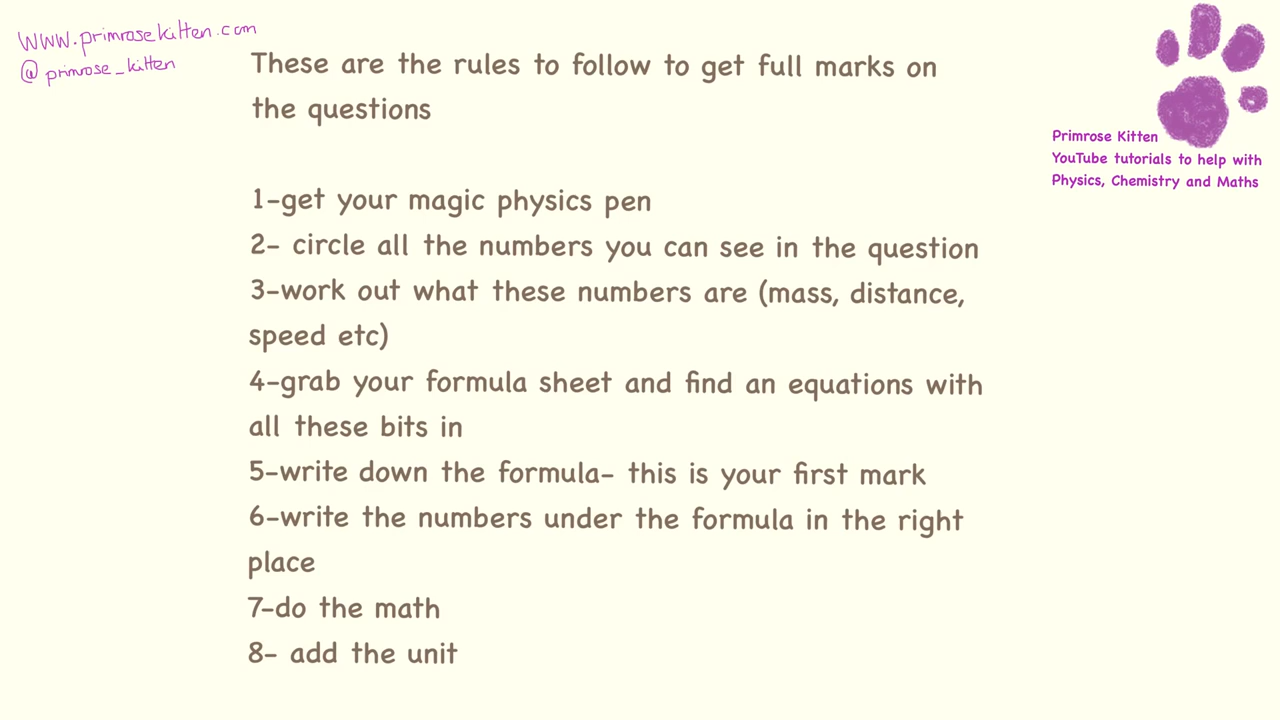 www.primrosekitten.com
@primrose_kitten
These are the rules to follow to get full marks on
the questions
Primrose Kitten
YouTube tutorials to help with
Physics, Chemistry and Maths
1-get your magic physics pen
2- circle all the numbers you can see in the question
3-work out what these numbers are (mass, distance,
speed etc)
4-grab your formula sheet and find an equations with
all these bits in
5-write down the formula- this is your first mark
6-write the numbers under the formula in the right
place
7-do the math
8- add the unit